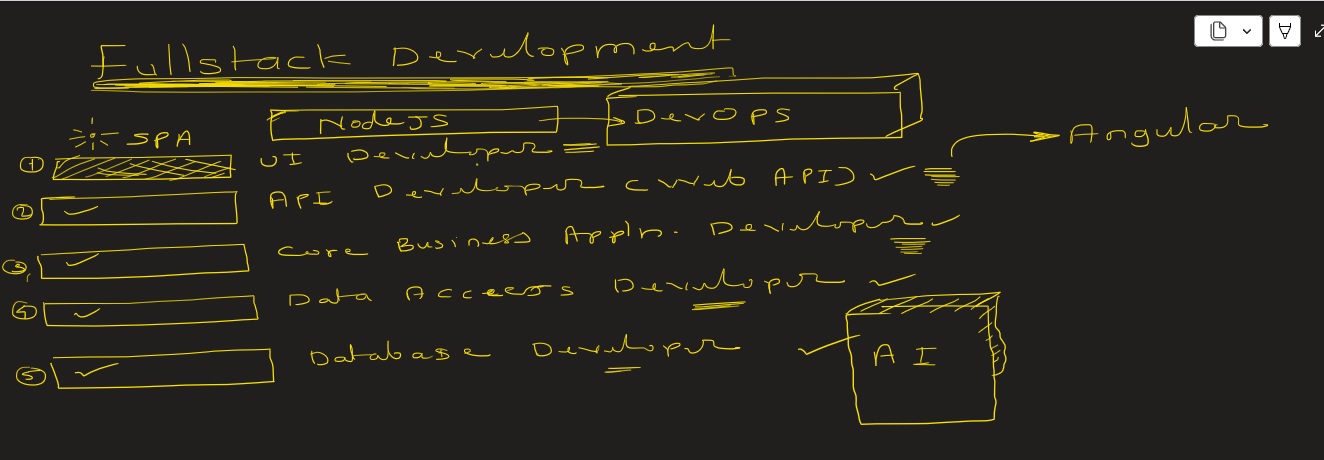 Fullstack Development
NodeJS
DevOPS
SPA
Angular
① UI Developer
② API Developer (Web API)
③ Core Business Appln. Developer
④ Data Access Developer
⑤ Database Developer
AI